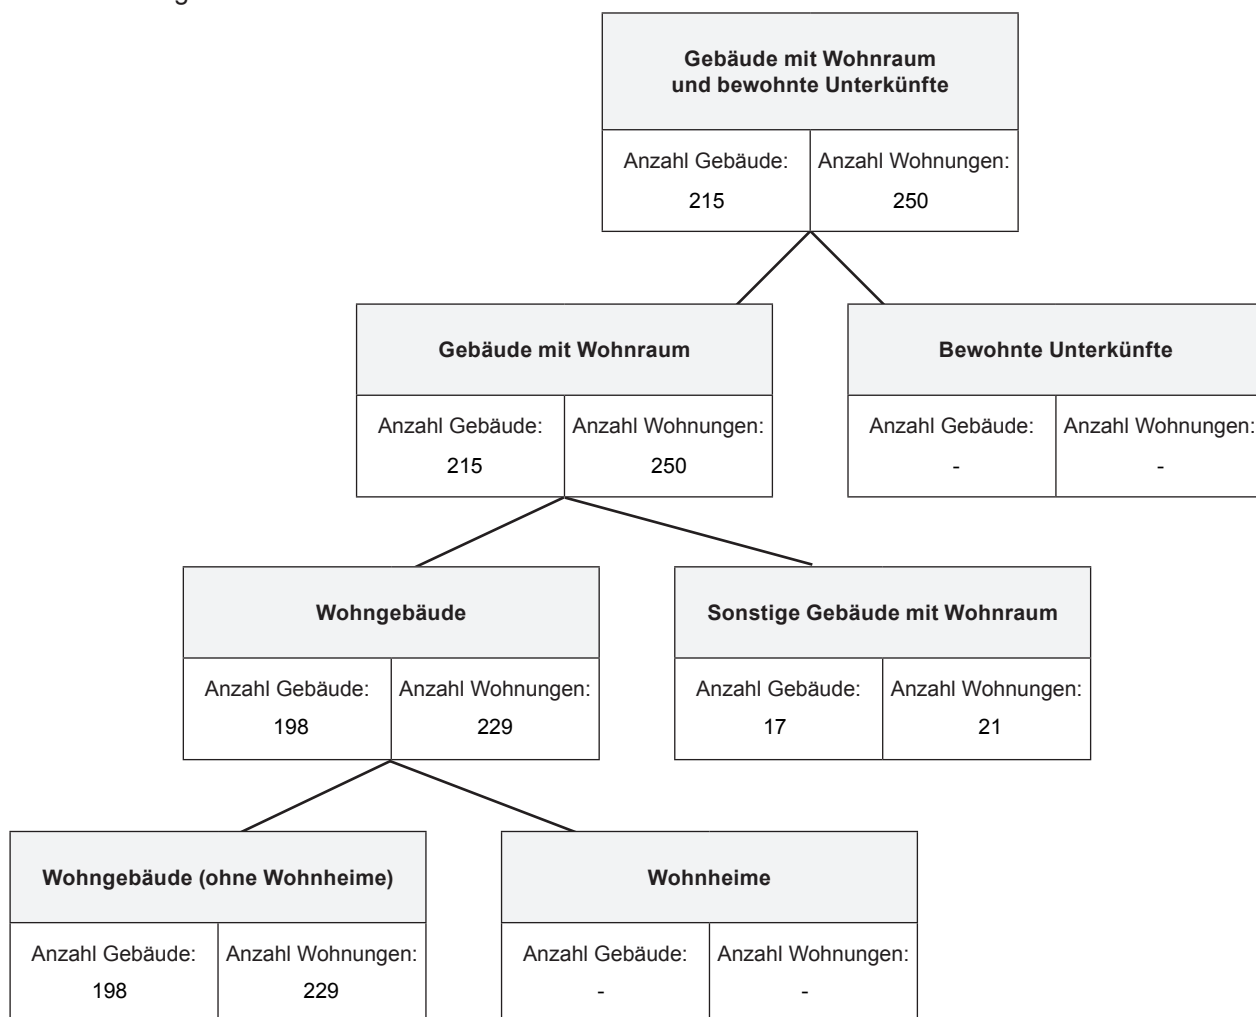 Gebäude mit Wohnraum
und bewohnte Unterkünfte
Anzahl Gebäude: Anzahl Wohnungen:
215 250
Gebäude mit Wohnraum Bewohnte Unterkünfte
Anzahl Gebäude: Anzahl Wohnungen: Anzahl Gebäude: Anzahl Wohnungen:
215 250 - -
Wohngebäude Sonstige Gebäude mit Wohnraum
Anzahl Gebäude: Anzahl Wohnungen: Anzahl Gebäude: Anzahl Wohnungen:
198 229 17 21
Wohngebäude (ohne Wohnheime) Wohnheime
Anzahl Gebäude: Anzahl Wohnungen: Anzahl Gebäude: Anzahl Wohnungen:
198 229 - -